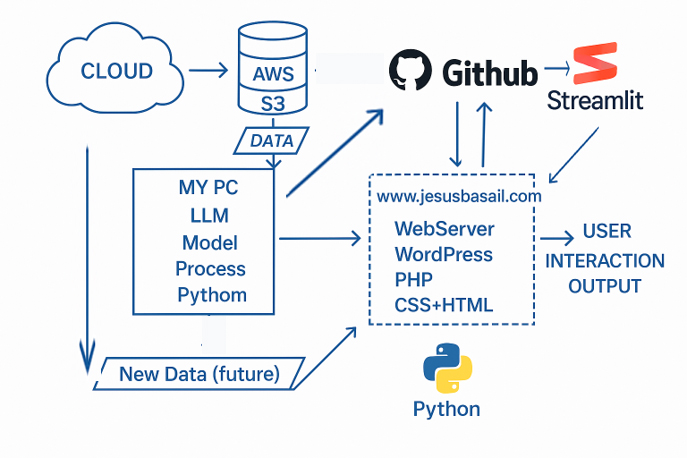 CLOUD
AWS
S3
Github
Streamlit
DATA
MY PC
LLM
Model
Process
Pythom
www.jesusbasail.com
WebServer
WordPress
PHP
CSS+HTML
USER
INTERACTION
OUTPUT
New Data (future)
Python